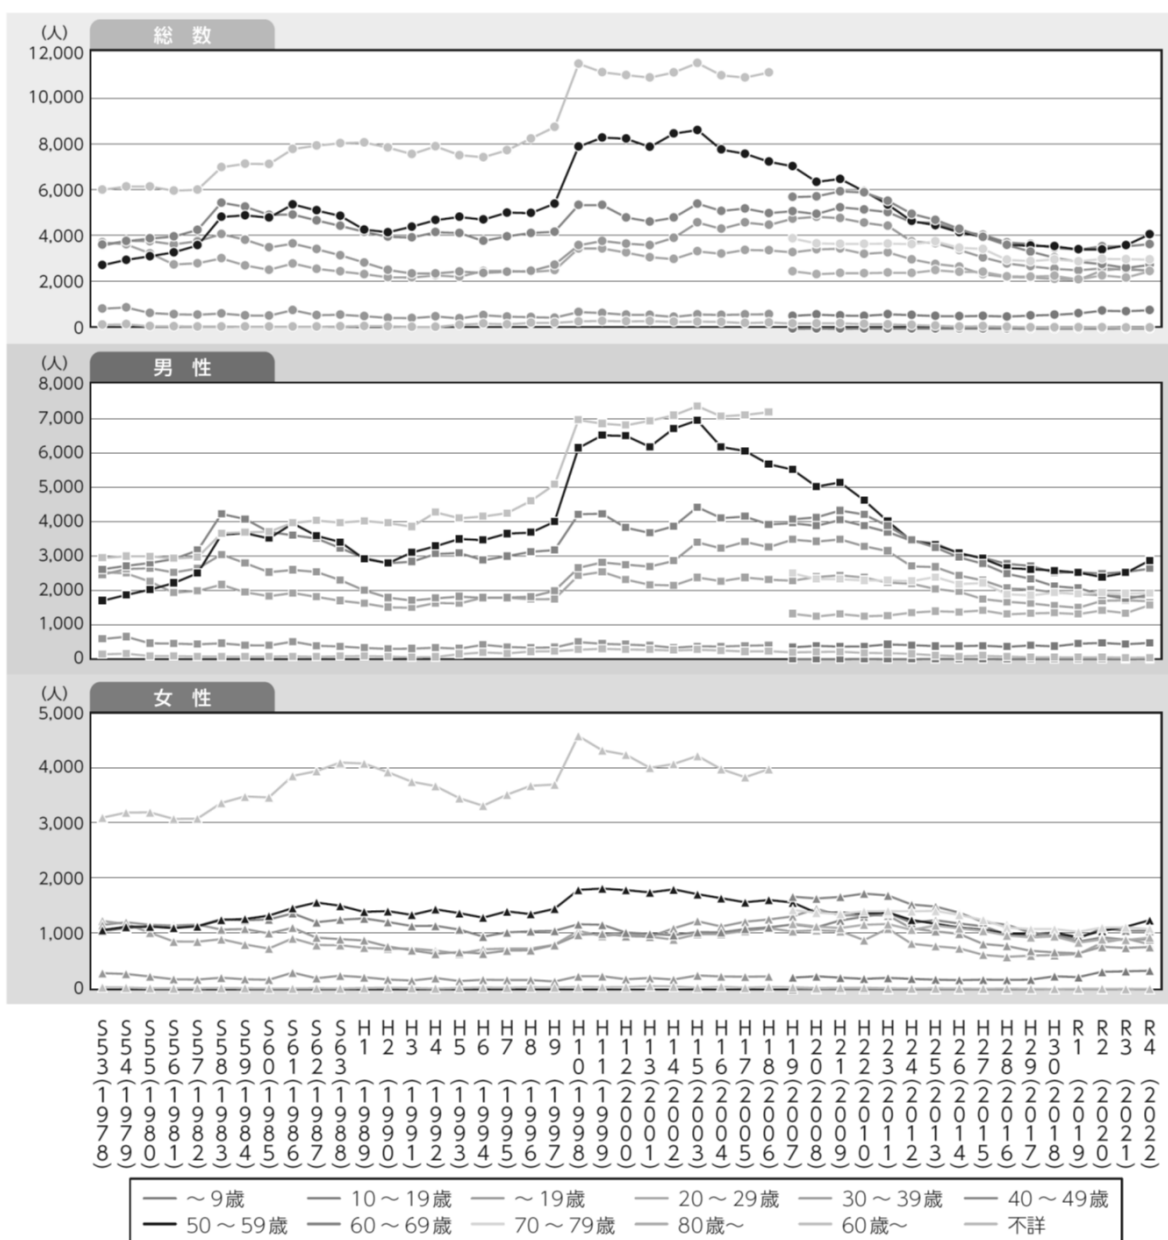 (人)
総 数
12,000
10,000
8,000
6,000
4,000
2,000
0
(人)
男 性
8,000
7,000
6,000
5,000
4,000
3,000
2,000
1,000
0
(人)
女 性
5,000
4,000
3,000
2,000
1,000
0
S53(1978)
S54(1979)
S55(1980)
S56(1981)
S57(1982)
S58(1983)
S59(1984)
S60(1985)
S61(1986)
S62(1987)
S63(1988)
H1(1989)
H2(1990)
H3(1991)
H4(1992)
H5(1993)
H6(1994)
H7(1995)
H8(1996)
H9(1997)
H10(1998)
H11(1999)
H12(2000)
H13(2001)
H14(2002)
H15(2003)
H16(2004)
H17(2005)
H18(2006)
H19(2007)
H20(2008)
H21(2009)
H22(2010)
H23(2011)
H24(2012)
H25(2013)
H26(2014)
H27(2015)
H28(2016)
H29(2017)
H30(2018)
R1(2019)
R2(2020)
R3(2021)
R4(2022)
～9歳 10～19歳 ～19歳 20～29歳 30～39歳 40～49歳
50～59歳 60～69歳 70～79歳 80歳～ 60歳～ 不詳